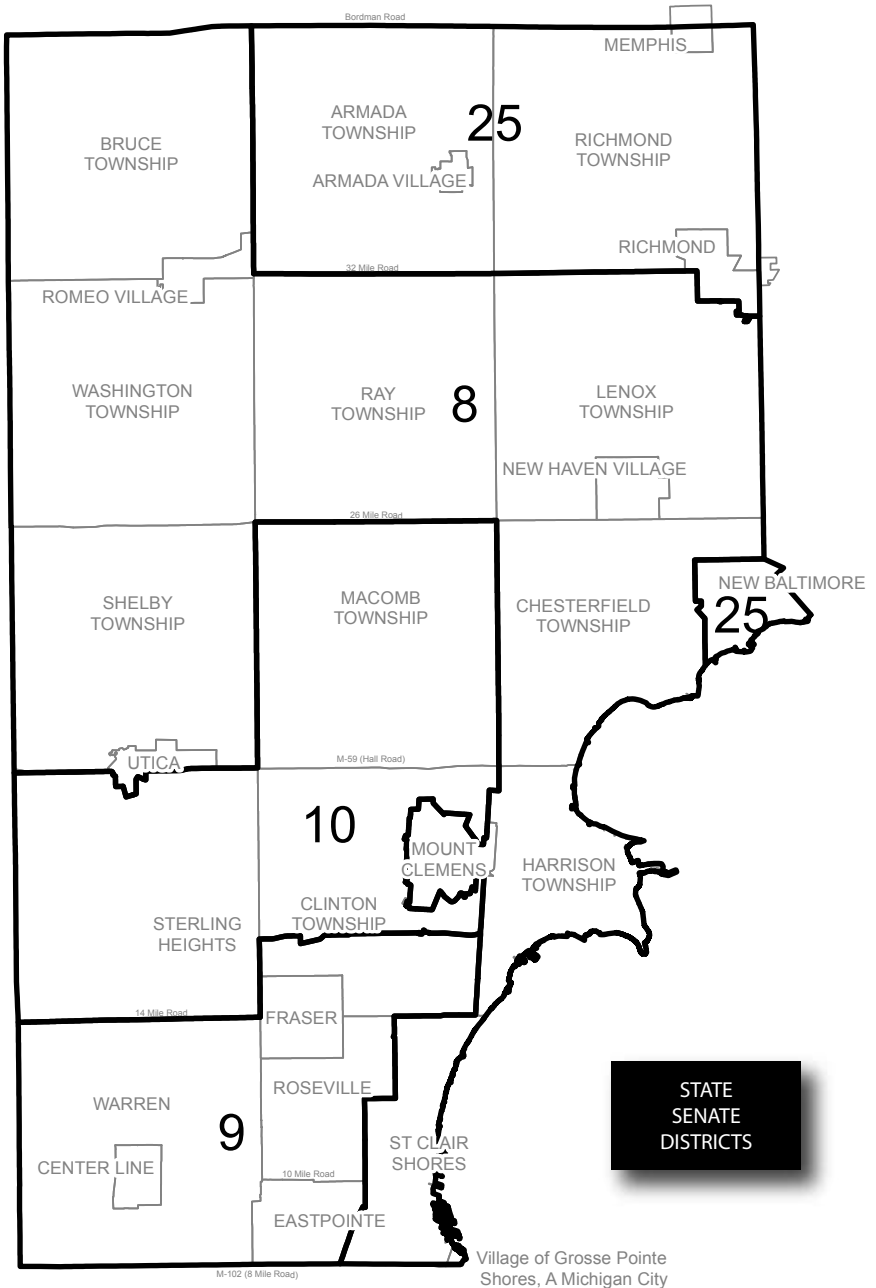 Bordman Road
MEMPHIS
ARMADA
TOWNSHIP
25
BRUCE
TOWNSHIP
RICHMOND
TOWNSHIP
ARMADA VILLAGE
RICHMOND
32 Mile Road
ROMEO VILLAGE
WASHINGTON
TOWNSHIP
RAY
TOWNSHIP
8
LENOX
TOWNSHIP
NEW HAVEN VILLAGE
26 Mile Road
SHELBY
TOWNSHIP
MACOMB
TOWNSHIP
CHESTERFIELD
TOWNSHIP
NEW BALTIMORE
25
UTICA
M-59 (Hall Road)
10
MOUNT
CLEMENS
HARRISON
TOWNSHIP
CLINTON
TOWNSHIP
STERLING
HEIGHTS
14 Mile Road
FRASER
ROSEVILLE
WARREN
9
STATE
SENATE
DISTRICTS
ST CLAIR
SHORES
CENTER LINE
10 Mile Road
EASTPOINTE
M-102 (8 Mile Road)
Village of Grosse Pointe
Shores, A Michigan City